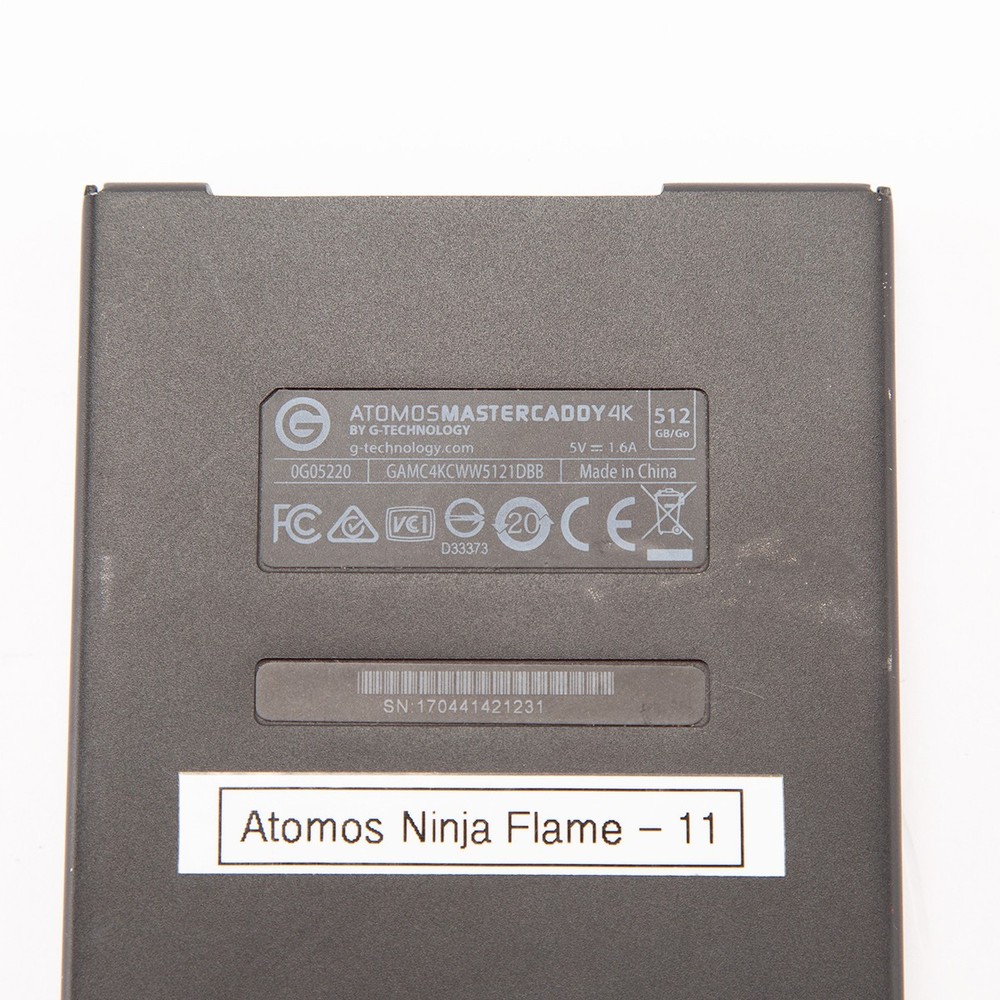 G
ATOMOSMASTERCADDY4K
BY G-TECHNOLOGY
g-technology.com
5V ⎓ 1.6A
512
GB/Go
0G05220 | GAMC4KCWW5121DBB | Made in China
FC VCI 20 CE
D33373
SN:170441421231
Atomos Ninja Flame - 11